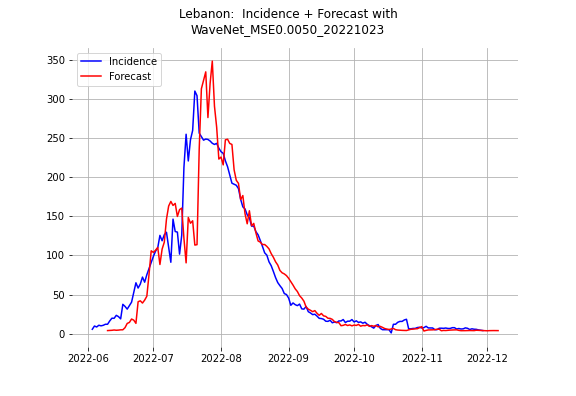 Lebanon:  Incidence + Forecast with
WaveNet_MSE0.0050_20221023
Incidence
Forecast
350
300
250
200
150
100
50
0
2022-06 2022-07 2022-08 2022-09 2022-10 2022-11 2022-12